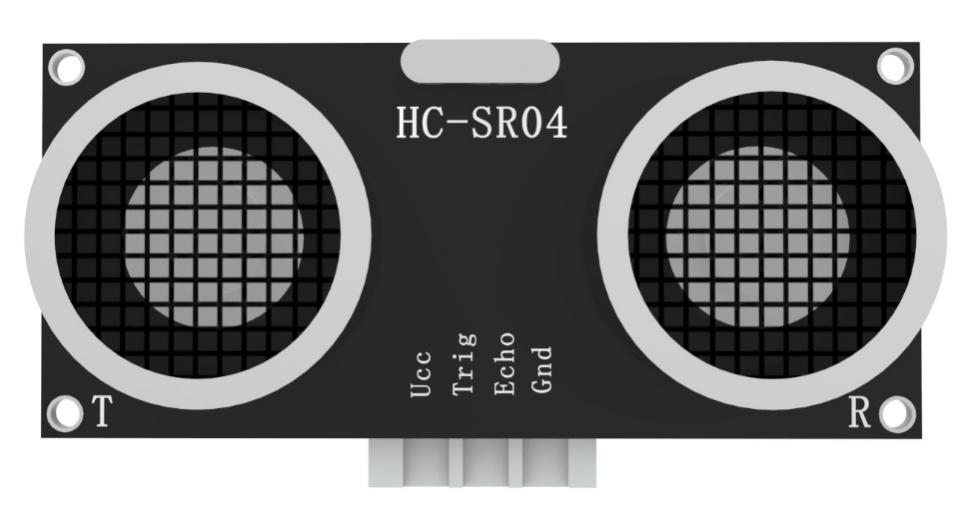 HC-SR04
Ucc
Trig
Echo
Gnd
T
R